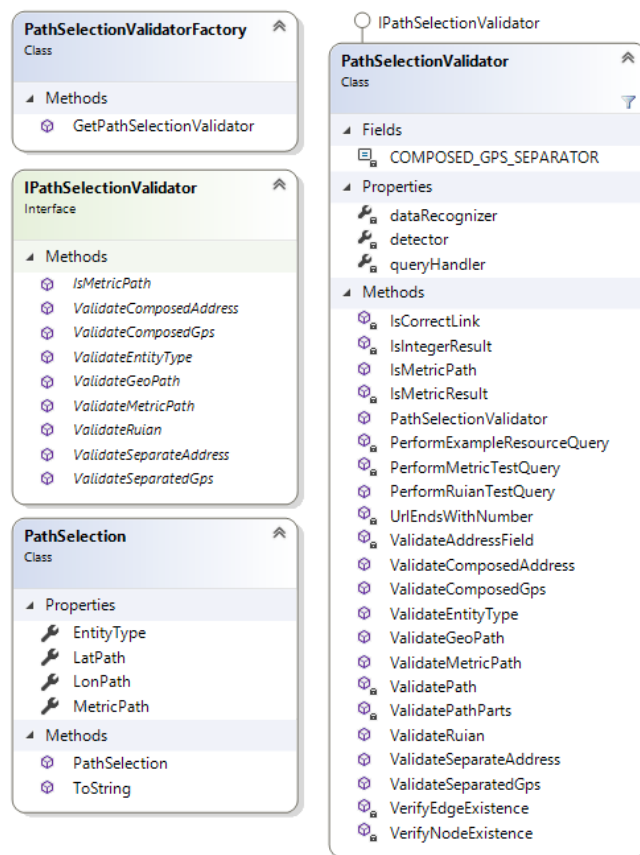 PathSelectionValidatorFactory
Class
Methods
GetPathSelectionValidator
IPathSelectionValidator
Interface
Methods
IsMetricPath
ValidateComposedAddress
ValidateComposedGps
ValidateEntityType
ValidateGeoPath
ValidateMetricPath
ValidateRuian
ValidateSeparateAddress
ValidateSeparatedGps
PathSelection
Class
Properties
EntityType
LatPath
LonPath
MetricPath
Methods
PathSelection
ToString
IPathSelectionValidator
PathSelectionValidator
Class
Fields
COMPOSED_GPS_SEPARATOR
Properties
dataRecognizer
detector
queryHandler
Methods
IsCorrectLink
IsIntegerResult
IsMetricPath
IsMetricResult
PathSelectionValidator
PerformExampleResourceQuery
PerformMetricTestQuery
PerformRuianTestQuery
UrlEndsWithNumber
ValidateAddressField
ValidateComposedAddress
ValidateComposedGps
ValidateEntityType
ValidateGeoPath
ValidateMetricPath
ValidatePath
ValidatePathParts
ValidateRuian
ValidateSeparateAddress
ValidateSeparatedGps
VerifyEdgeExistence
VerifyNodeExistence